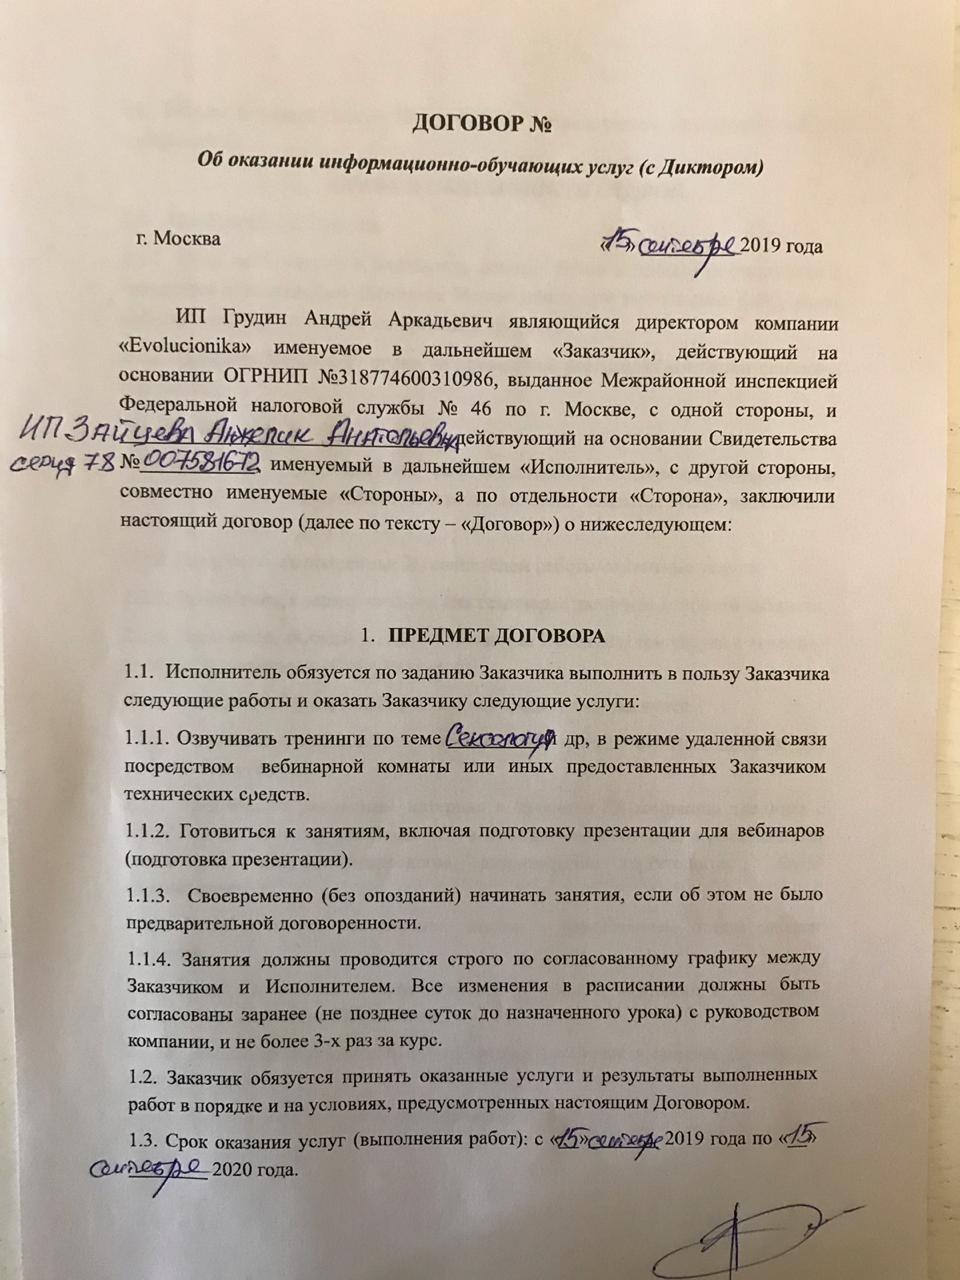 ДОГОВОР №
Об оказании информационно-обучающих услуг (с Диктором)
г. Москва «15» сентебре 2019 года
ИП Грудин Андрей Аркадьевич являющийся директором компании
«Evolucionika» именуемое в дальнейшем «Заказчик», действующий на
основании ОГРНИП №318774600310986, выданное Межрайонной инспекцией
Федеральной налоговой службы № 46 по г. Москве, с одной стороны, и
ИП Зайцева Анжелик Анатольевна действующий на основании Свидетельства
серия 78 №007581672, именуемый в дальнейшем «Исполнитель», с другой стороны,
совместно именуемые «Стороны», а по отдельности «Сторона», заключили
настоящий договор (далее по тексту – «Договор») о нижеследующем:
1. ПРЕДМЕТ ДОГОВОРА
1.1. Исполнитель обязуется по заданию Заказчика выполнить в пользу Заказчика
следующие работы и оказать Заказчику следующие услуги:
1.1.1. Озвучивать тренинги по теме Сексология др, в режиме удаленной связи
посредством вебинарной комнаты или иных предоставленных Заказчиком
технических средств.
1.1.2. Готовиться к занятиям, включая подготовку презентации для вебинаров
(подготовка презентации).
1.1.3. Своевременно (без опозданий) начинать занятия, если об этом не было
предварительной договоренности.
1.1.4. Занятия должны проводится строго по согласованному графику между
Заказчиком и Исполнителем. Все изменения в расписании должны быть
согласованы заранее (не позднее суток до назначенного урока) с руководством
компании, и не более 3-х раз за курс.
1.2. Заказчик обязуется принять оказанные услуги и результаты выполненных
работ в порядке и на условиях, предусмотренных настоящим Договором.
1.3. Срок оказания услуг (выполнения работ): с «15» сентебре 2019 года по «15»
сентебре 2020 года.